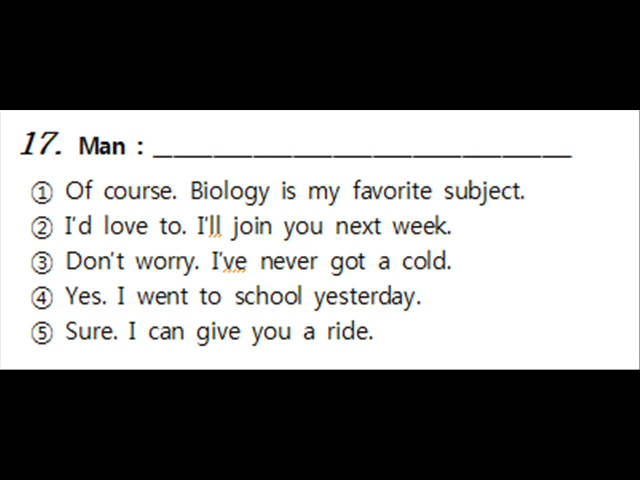 17. Man : ______________________________
① Of course. Biology is my favorite subject.
② I'd love to. I'll join you next week.
③ Don't worry. I've never got a cold.
④ Yes. I went to school yesterday.
⑤ Sure. I can give you a ride.